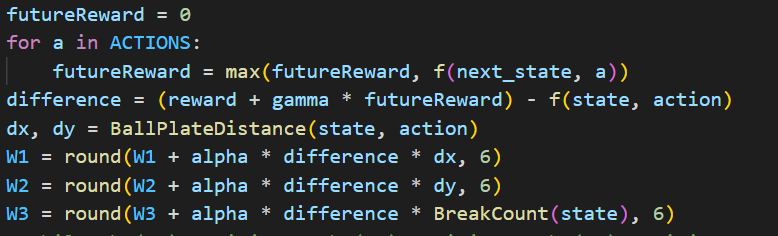 futureReward = 0
for a in ACTIONS:
    futureReward = max(futureReward, f(next_state, a))
difference = (reward + gamma * futureReward) - f(state, action)
dx, dy = BallPlateDistance(state, action)
W1 = round(W1 + alpha * difference * dx, 6)
W2 = round(W2 + alpha * difference * dy, 6)
W3 = round(W3 + alpha * difference * BreakCount(state), 6)